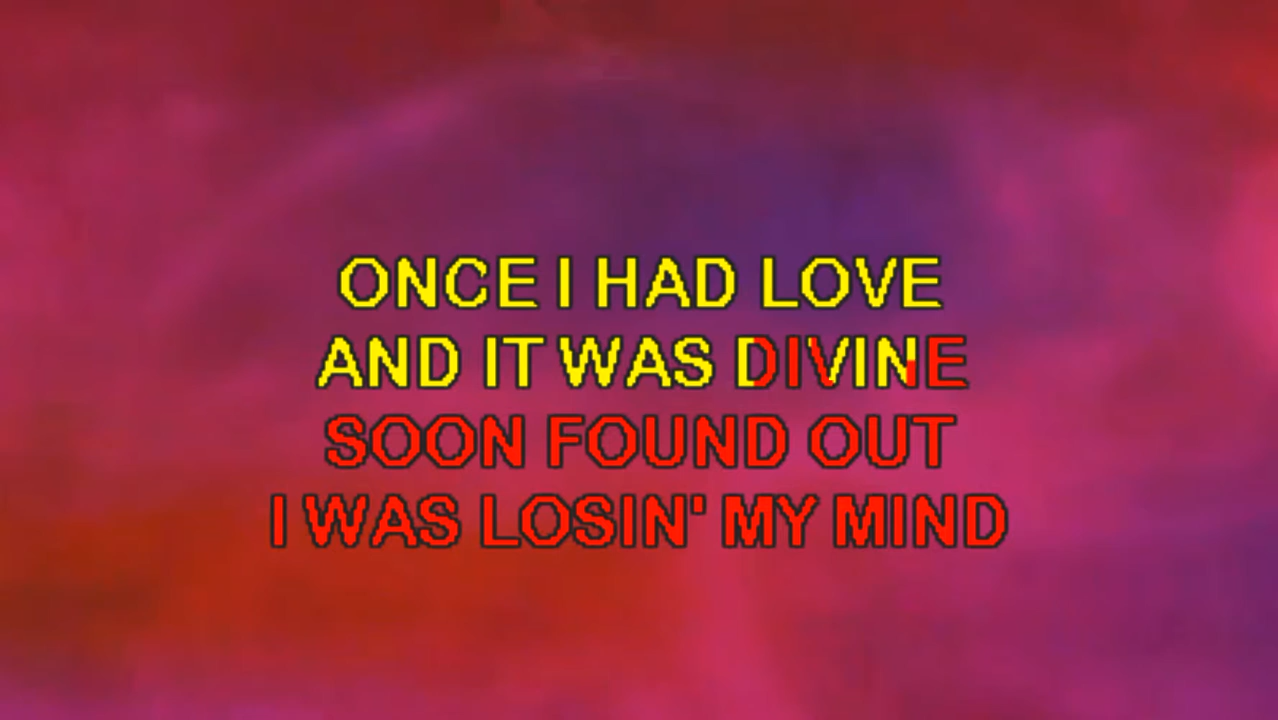 ONCE I HAD LOVE
AND IT WAS DIVINE
SOON FOUND OUT
I WAS LOSIN' MY MIND